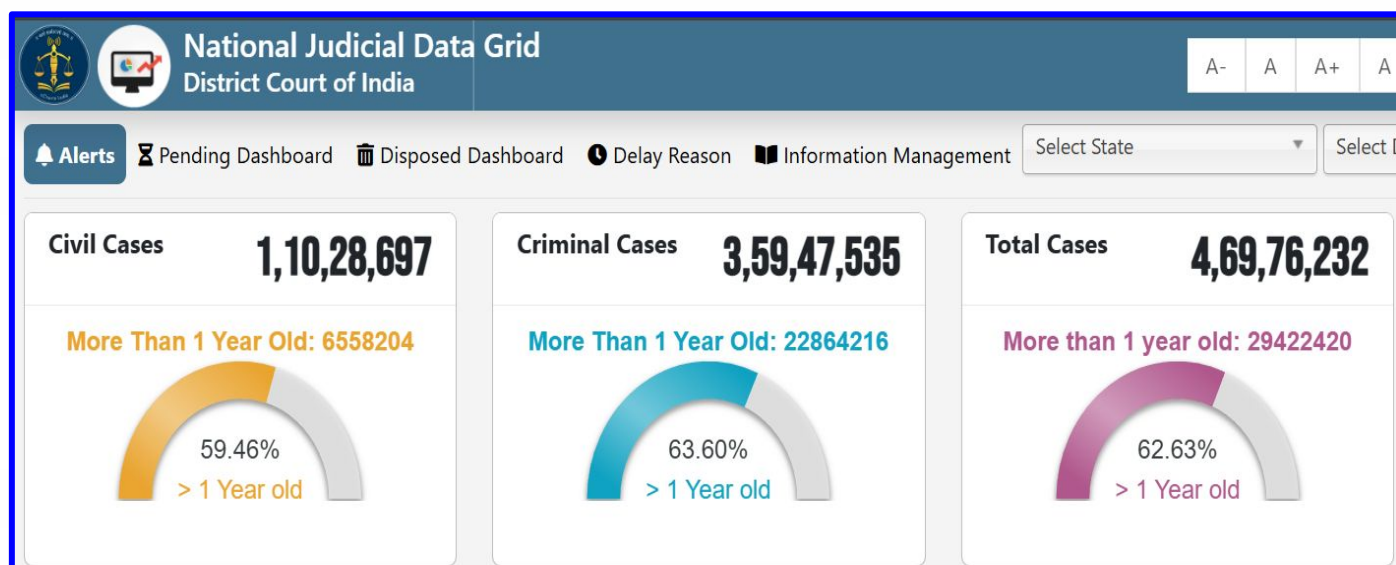 National Judicial Data Grid
District Court of India
A- A A+ A
Alerts Pending Dashboard Disposed Dashboard Delay Reason Information Management Select State Select
Civil Cases 1,10,28,697
More Than 1 Year Old: 6558204
59.46%
> 1 Year old
Criminal Cases 3,59,47,535
More Than 1 Year Old: 22864216
63.60%
> 1 Year old
Total Cases 4,69,76,232
More than 1 year old: 29422420
62.63%
> 1 Year old